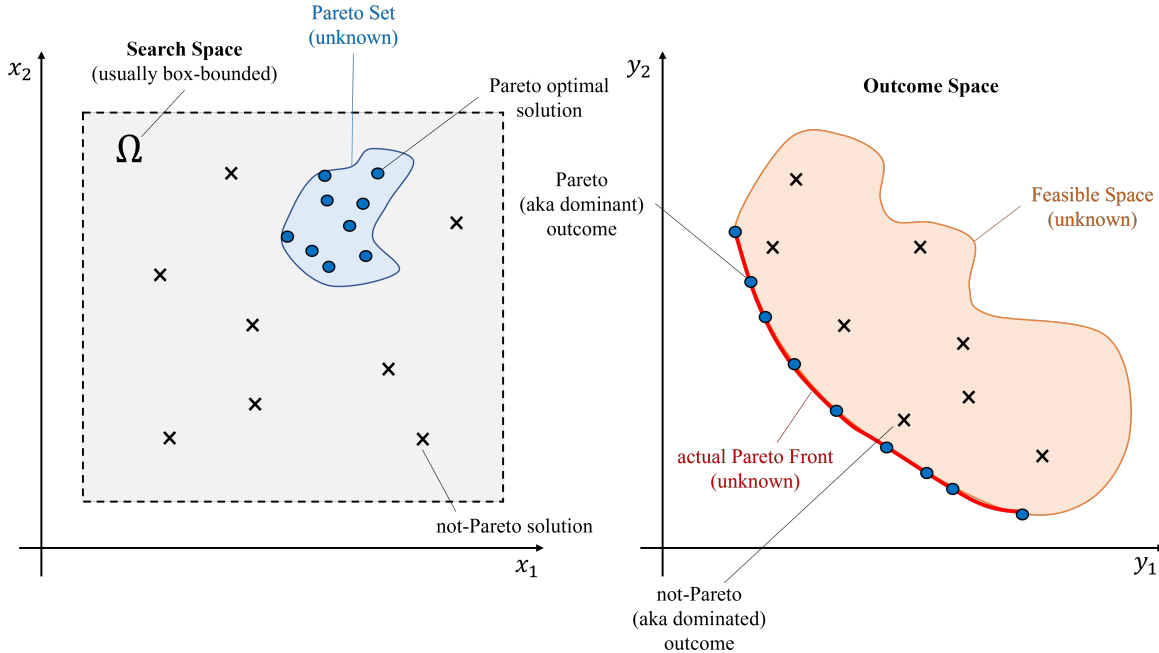 Pareto Set
(unknown)
Search Space
(usually box-bounded)
x₂
Ω
Pareto optimal
solution
not-Pareto solution
x₁
y₂
Outcome Space
Pareto
(aka dominant)
outcome
Feasible Space
(unknown)
actual Pareto Front
(unknown)
y₁
not-Pareto
(aka dominated)
outcome